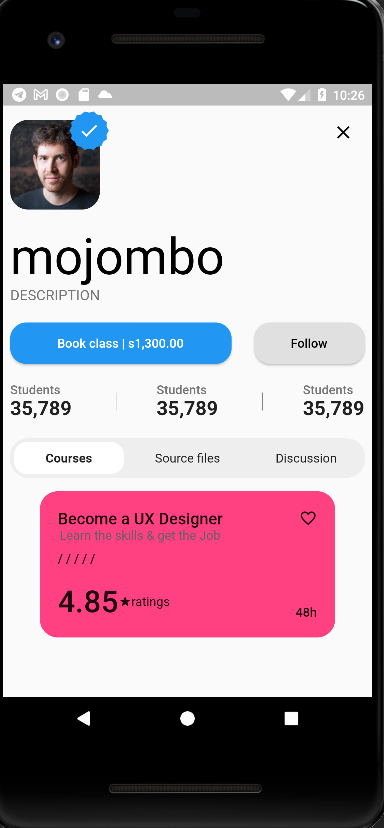 10:26
mojombo
DESCRIPTION
Book class | s1,300.00 Follow
Students Students Students
35,789 35,789 35,789
Courses Source files Discussion
Become a UX Designer
Learn the skills & get the Job
/ / / / /
4.85★ratings
48h